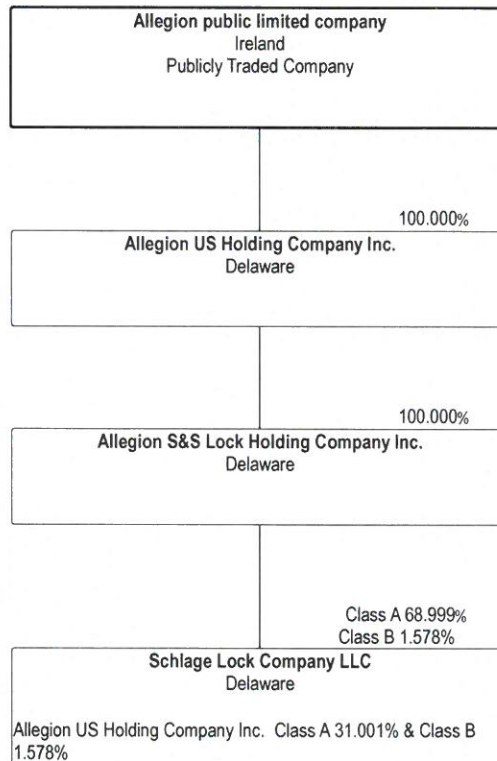 Allegion public limited company
Ireland
Publicly Traded Company
100.000%
Allegion US Holding Company Inc.
Delaware
100.000%
Allegion S&S Lock Holding Company Inc.
Delaware
Class A 68.999%
Class B 1.578%
Schlage Lock Company LLC
Delaware
Allegion US Holding Company Inc. Class A 31.001% & Class B
1.578%